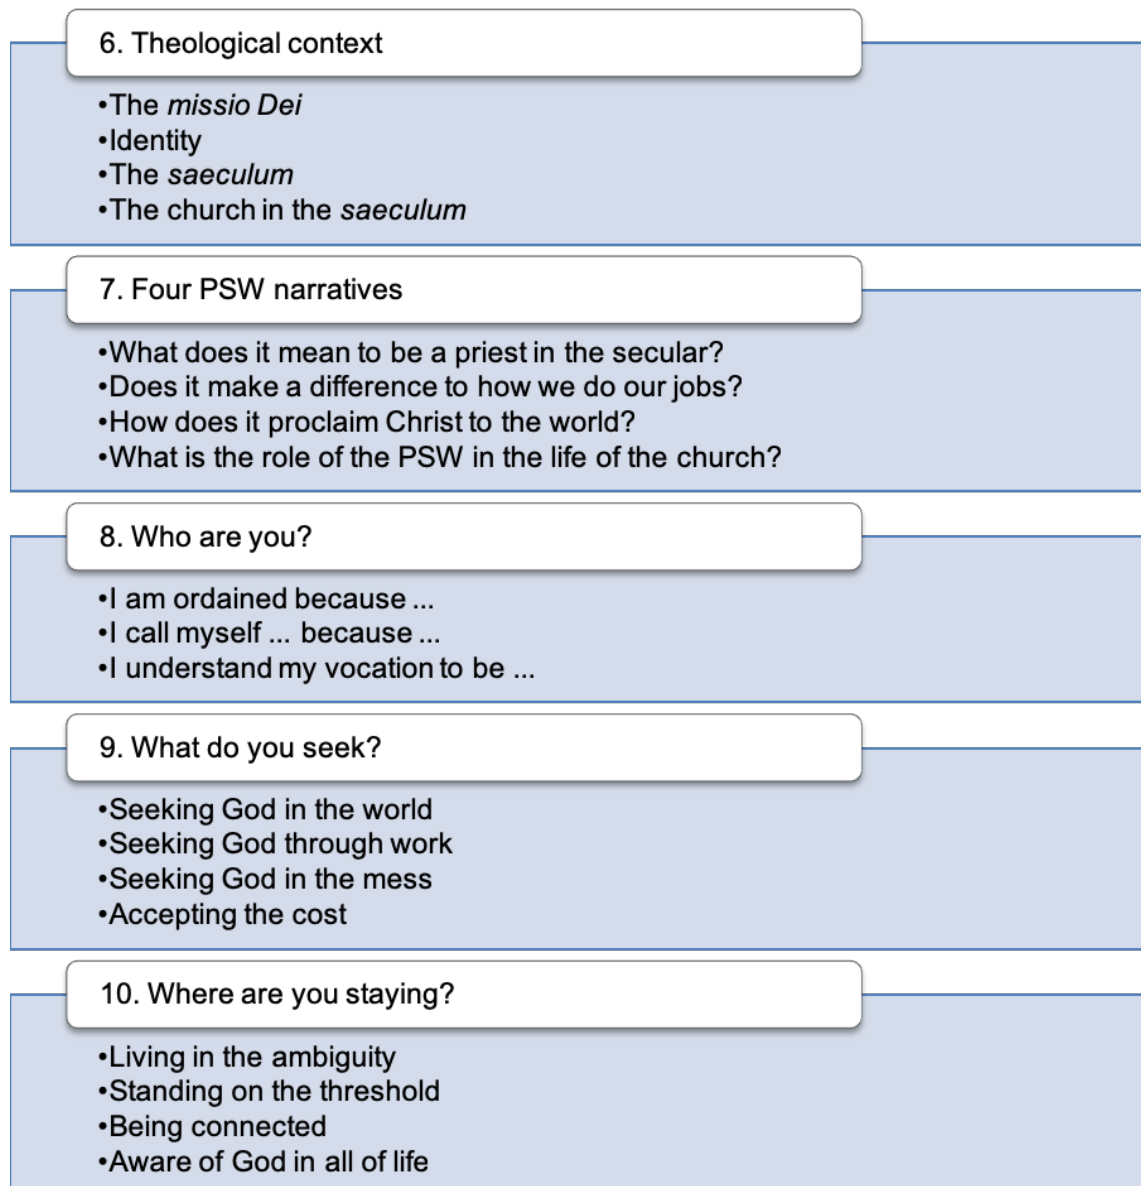 6. Theological context
•The missio Dei
•Identity
•The saeculum
•The church in the saeculum
7. Four PSW narratives
•What does it mean to be a priest in the secular?
•Does it make a difference to how we do our jobs?
•How does it proclaim Christ to the world?
•What is the role of the PSW in the life of the church?
8. Who are you?
•I am ordained because ...
•I call myself ... because ...
•I understand my vocation to be ...
9. What do you seek?
•Seeking God in the world
•Seeking God through work
•Seeking God in the mess
•Accepting the cost
10. Where are you staying?
•Living in the ambiguity
•Standing on the threshold
•Being connected
•Aware of God in all of life